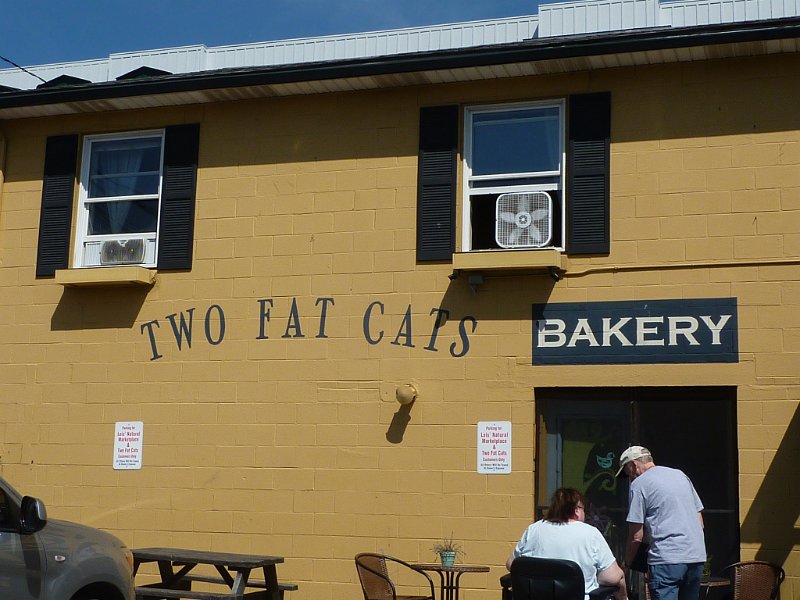 TWO FAT CATS
BAKERY
Parking for
Lois' Natural
Marketplace
&
Two Fat Cats
Customers Only
Parking for
Lois' Natural
Marketplace
&
Two Fat Cats
Customers Only